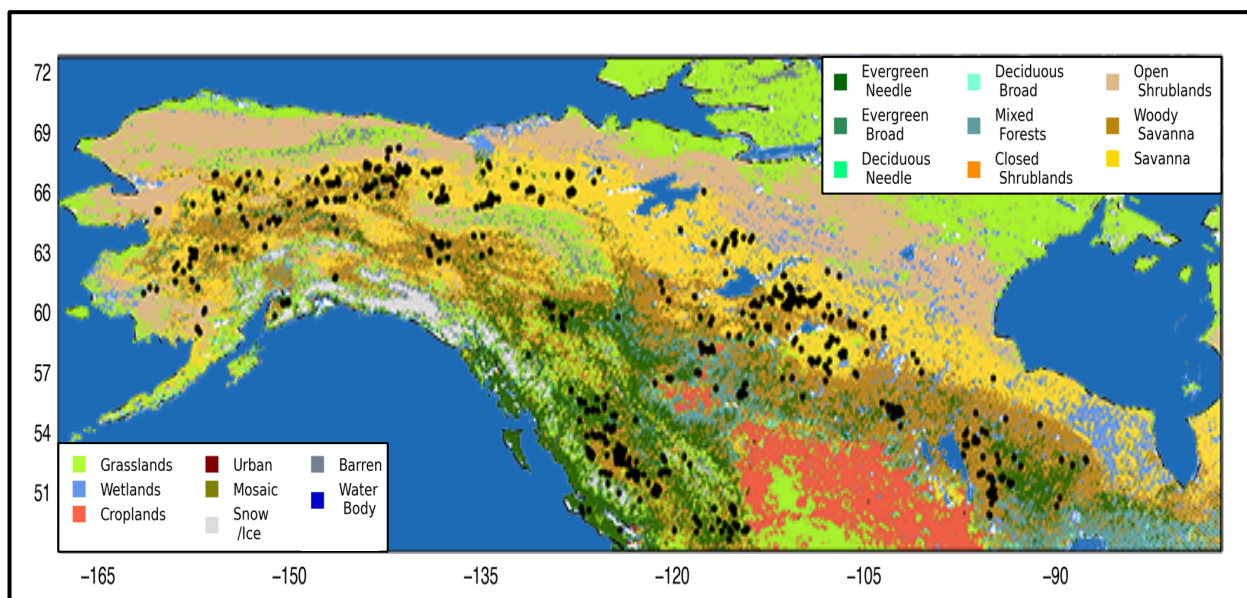 72
69
66
63
60
57
54
51
Evergreen
Needle
Evergreen
Broad
Deciduous
Needle
Deciduous
Broad
Mixed
Forests
Closed
Shrublands
Open
Shrublands
Woody
Savanna
Savanna
Grasslands
Wetlands
Croplands
Urban
Mosaic
Snow
/Ice
Barren
Water
Body
−165
−150
−135
−120
−105
−90